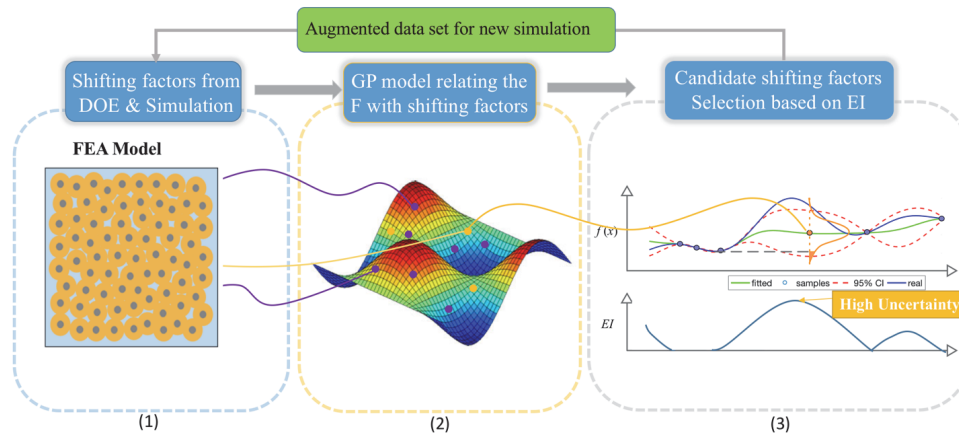 Augmented data set for new simulation
Shifting factors from
DOE & Simulation
GP model relating the
F with shifting factors
Candidate shifting factors
Selection based on EI
FEA Model
f (x)
fitted samples 95% CI real
High Uncertainty
EI
(1)
(2)
(3)